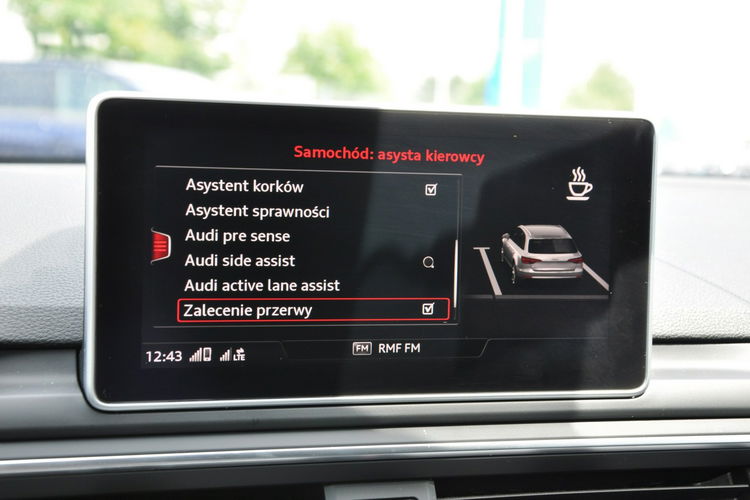 Samochód: asysta kierowcy
Asystent korków
Asystent sprawności
Audi pre sense
Audi side assist
Audi active lane assist
Zalecenie przerwy
12:43 LTE FM RMF FM